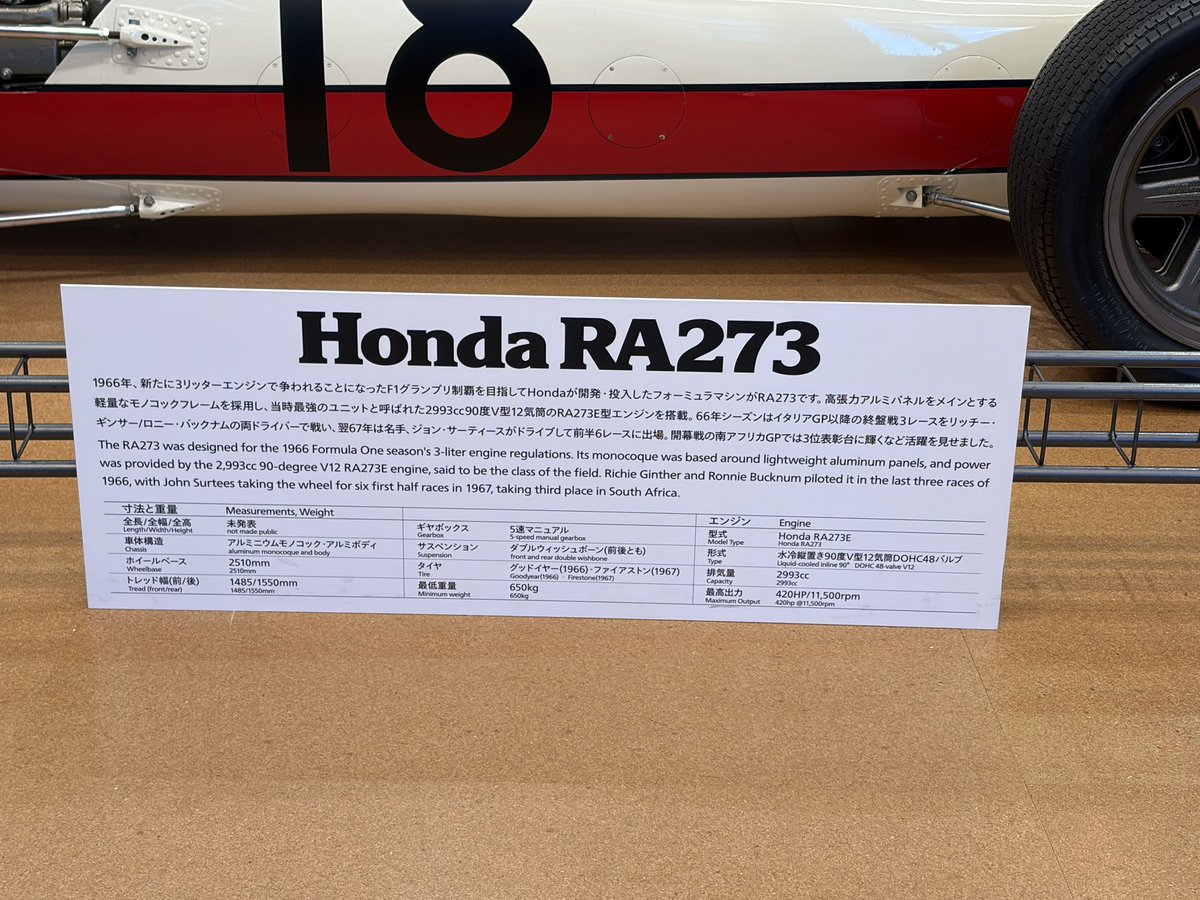 18
Honda RA273
1966年、新たに3リッターエンジンで争われることになったF1グランプリ制覇を目指してHondaが開発・投入したフォーミュラマシンがRA273です。高張力アルミパネルをメインとする
軽量なモノコックフレームを採用し、当時最強のユニットと呼ばれた2993cc90度V型12気筒のRA273E型エンジンを搭載。66年シーズンはイタリアGP以降の終盤戦3レースをリッチー・
ギンサー/ロニー・バックナムの両ドライバーで戦い、翌67年は名手、ジョン・サーティースがドライブして前半6レースに出場。開幕戦の南アフリカGPでは3位表彰台に輝くなど活躍を見せました。
The RA273 was designed for the 1966 Formula One season's 3-liter engine regulations. Its monocoque was based around lightweight aluminum panels, and power
was provided by the 2,993cc 90-degree V12 RA273E engine, said to be the class of the field. Richie Ginther and Ronnie Bucknum piloted it in the last three races of
1966, with John Surtees taking the wheel for six first half races in 1967, taking third place in South Africa.
寸法と重量 Measurements, Weight
全長/全幅/全高 未発表
Length/Width/Height not made public
車体構造 アルミニウムモノコック・アルミボディ
Chassis aluminum monocoque and body
ホイールベース 2510mm
Wheelbase 2510mm
トレッド幅(前/後) 1485/1550mm
Tread (front/rear) 1485/1550mm
ギヤボックス 5速マニュアル
Gearbox 5-speed manual gearbox
サスペンション ダブルウィッシュボーン(前後とも)
Suspension front and rear double wishbone
タイヤ グッドイヤー(1966)・ファイアストン(1967)
Tire Goodyear(1966) · Firestone(1967)
最低重量 650kg
Minimum weight 650kg
エンジン Engine
型式 Honda RA273E
Model Type Honda RA273
形式 水冷縦置き90度V型12気筒DOHC48バルブ
Type Liquid-cooled inline 90° DOHC 48-valve V12
排気量 2993cc
Capacity 2993cc
最高出力 420HP/11,500rpm
Maximum Output 420hp @11,500rpm